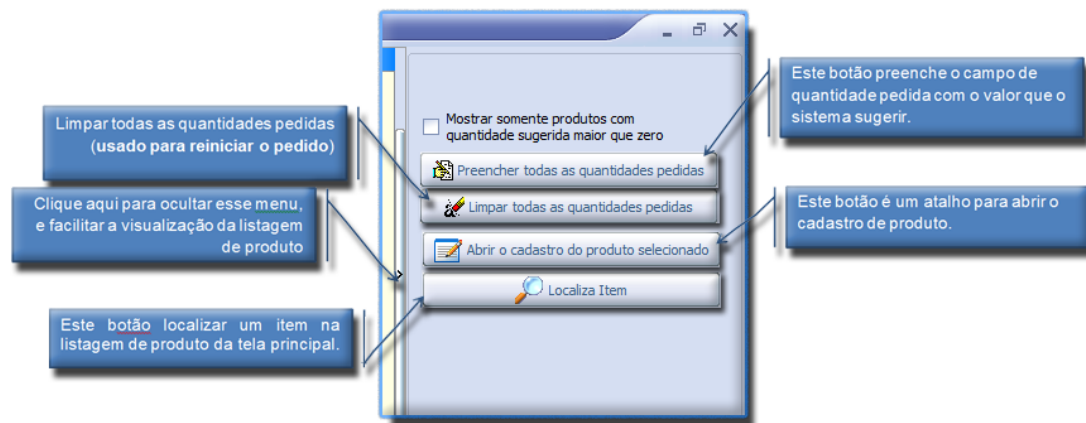 Limpar todas as quantidades pedidas
(usado para reiniciar o pedido)
Clique aqui para ocultar esse menu,
e facilitar a visualização da listagem
de produto
Este botão localizar um item na
listagem de produto da tela principal.
Mostrar somente produtos com
quantidade sugerida maior que zero
Preencher todas as quantidades pedidas
Limpar todas as quantidades pedidas
Abrir o cadastro do produto selecionado
Localiza Item
Este botão preenche o campo de
quantidade pedida com o valor que o
sistema sugerir.
Este botão é um atalho para abrir o
cadastro de produto.